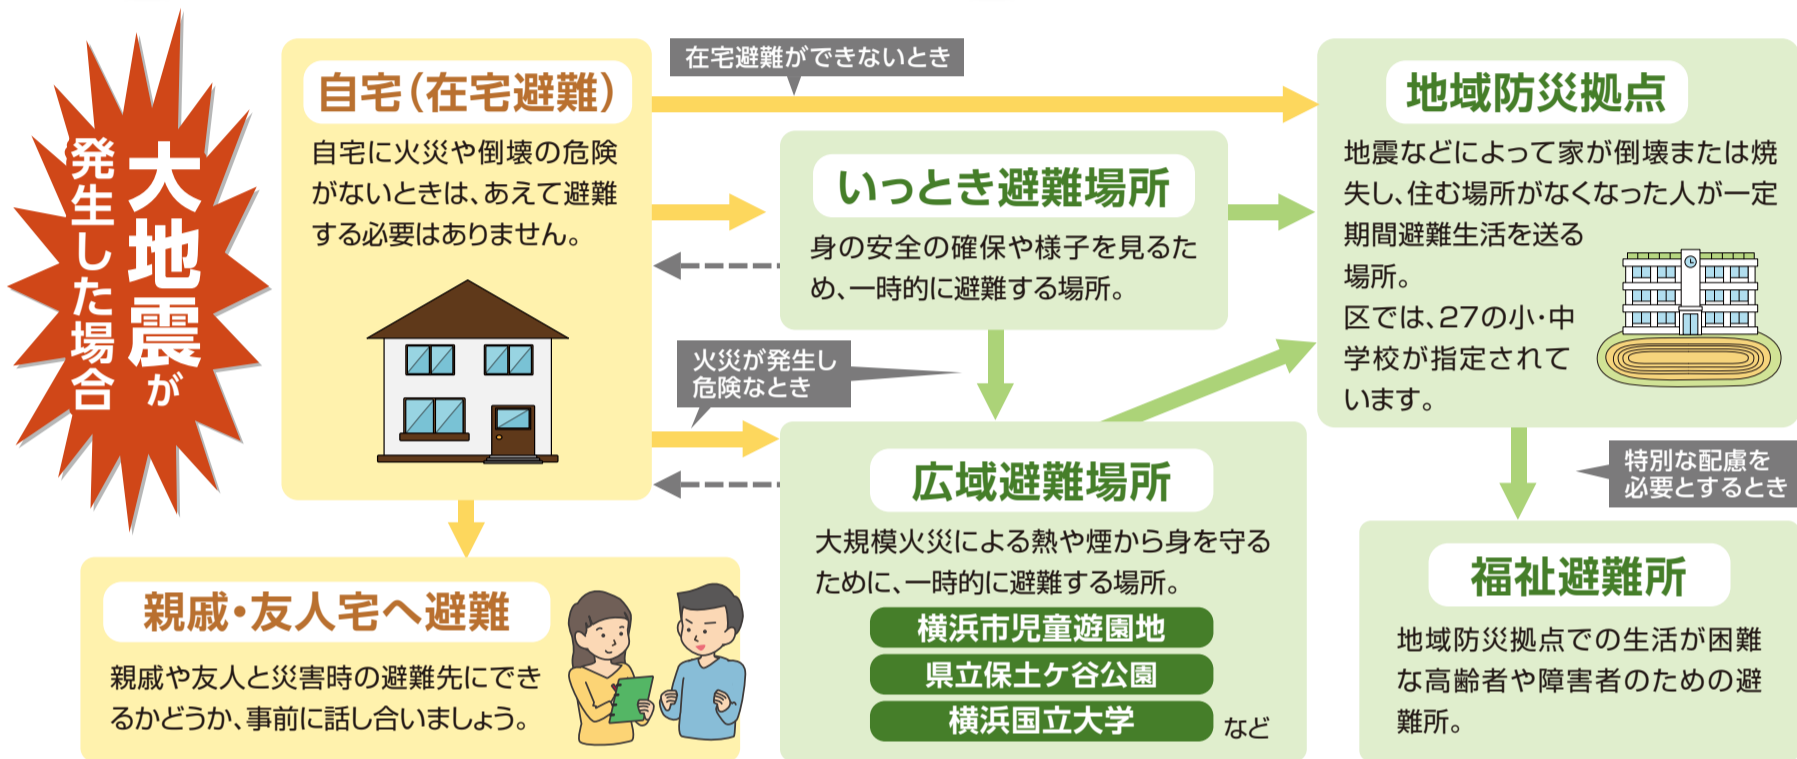 大地震が
発生した場合
自宅(在宅避難)
自宅に火災や倒壊の危険
がないときは、あえて避難
する必要はありません。
在宅避難ができないとき
いっとき避難場所
身の安全の確保や様子を見るた
め、一時的に避難する場所。
火災が発生し
危険なとき
広域避難場所
大規模火災による熱や煙から身を守る
ために、一時的に避難する場所。
横浜市児童遊園地
県立保土ケ谷公園
横浜国立大学
など
親戚・友人宅へ避難
親戚や友人と災害時の避難先にでき
るかどうか、事前に話し合いましょう。
地域防災拠点
地震などによって家が倒壊または焼
失し、住む場所がなくなった人が一定
期間避難生活を送る
場所。
区では、27の小・中
学校が指定されて
います。
特別な配慮を
必要とするとき
福祉避難所
地域防災拠点での生活が困難
な高齢者や障害者のための避
難所。